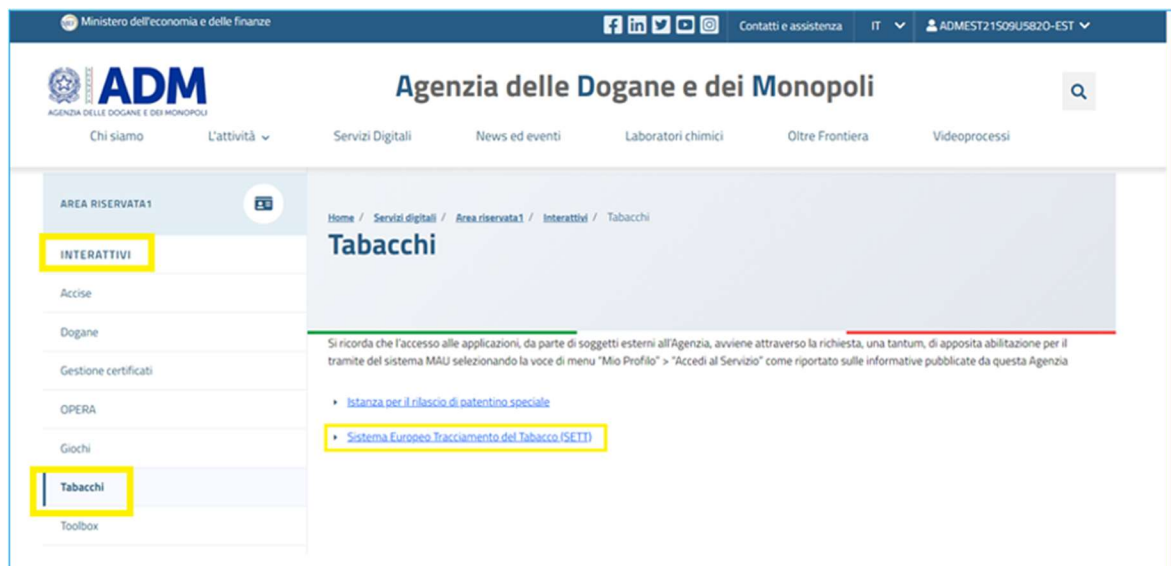 Ministero dell'economia e delle finanze
Contatti e assistenza
IT
ADMEST21S09U582O-EST
ADM
AGENZIA DELLE DOGANE E DEI MONOPOLI
Agenzia delle Dogane e dei Monopoli
Chi siamo
L'attività
Servizi Digitali
News ed eventi
Laboratori chimici
Oltre Frontiera
Videoprocessi
AREA RISERVATA1
INTERATTIVI
Accise
Dogane
Gestione certificati
OPERA
Giochi
Tabacchi
Toolbox
Home / Servizi digitali / Area riservata1 / Interattivi / Tabacchi
Tabacchi
Si ricorda che l'accesso alle applicazioni, da parte di soggetti esterni all'Agenzia, avviene attraverso la richiesta, una tantum, di apposita abilitazione per il
tramite del sistema MAU selezionando la voce di menu "Mio Profilo" > "Accedi al Servizio" come riportato sulle informative pubblicate da questa Agenzia
Istanza per il rilascio di patentino speciale
Sistema Europeo Tracciamento del Tabacco (SETT)